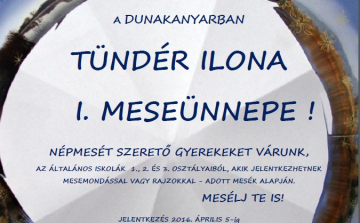 A DUNAKANYARBAN
TÜNDÉR ILONA
I. MESEÜNNEPE !
NÉPMESÉT SZERETŐ GYEREKEKET VÁRUNK,
AZ ÁLTALÁNOS ISKOLÁK 1., 2. ÉS 3. OSZTÁLYAIBÓL, AKIK JELENTKEZHETNEK
MESEMONDÁSSAL VAGY RAJZOKKAL - ADOTT MESÉK ALAPJÁN.
MESÉLJ TE IS!
JELENTKEZÉS 2016. ÁPRILIS 5-ig